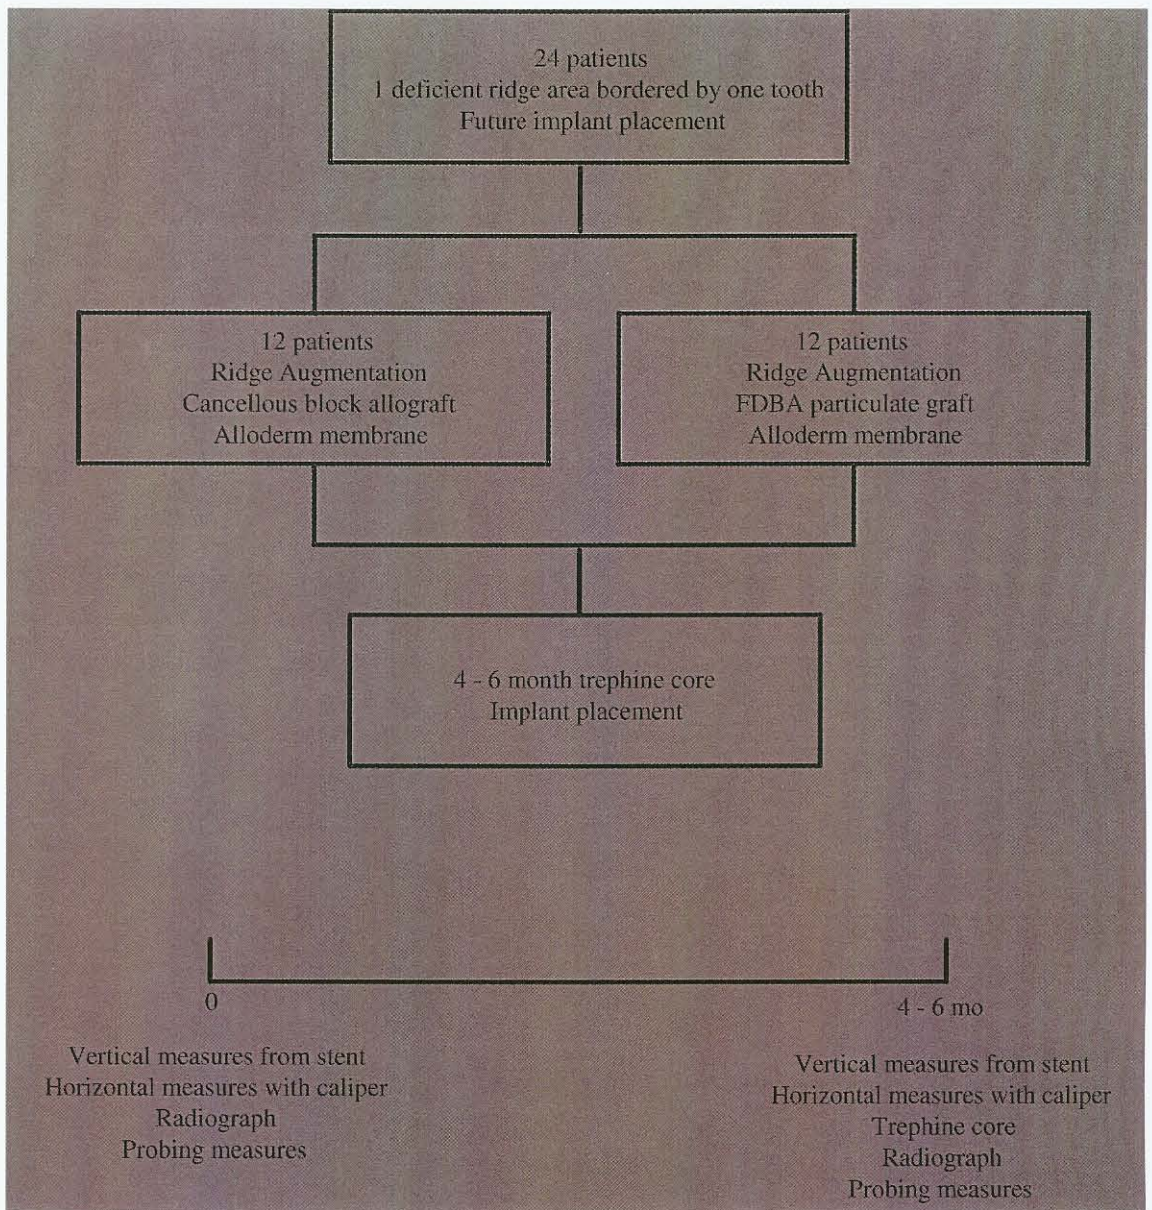 24 patients
1 deficient ridge area bordered by one tooth
Future implant placement
12 patients
Ridge Augmentation
Cancellous block allograft
Alloderm membrane
12 patients
Ridge Augmentation
FDBA particulate graft
Alloderm membrane
4 - 6 month trephine core
Implant placement
0
4 - 6 mo
Vertical measures from stent
Horizontal measures with caliper
Radiograph
Probing measures
Vertical measures from stent
Horizontal measures with caliper
Trephine core
Radiograph
Probing measures